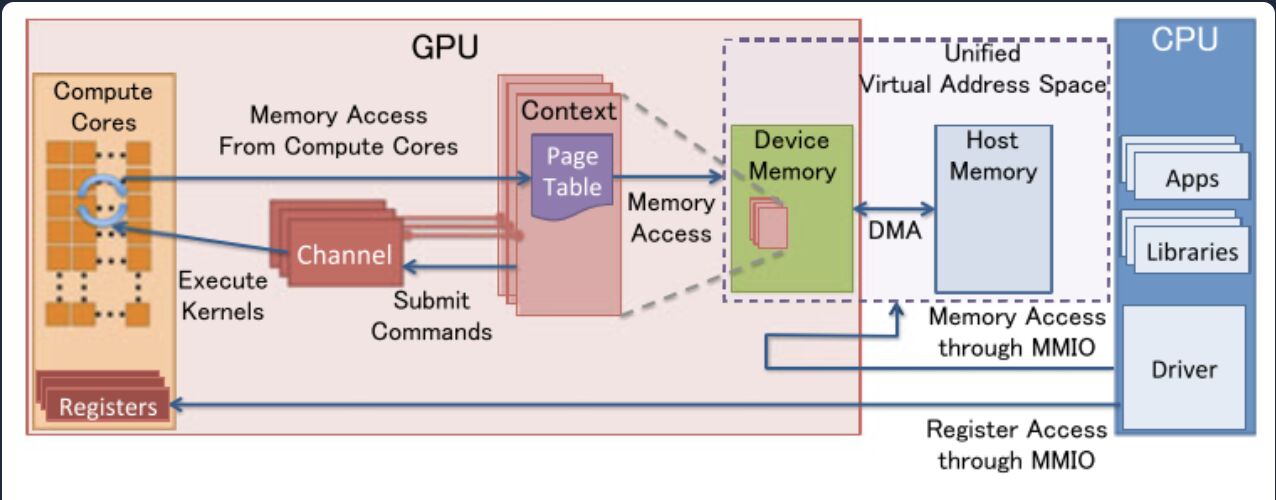 GPU
CPU
Unified
Virtual Address Space
Compute
Cores
Memory Access
From Compute Cores
Context
Page
Table
Device
Memory
Host
Memory
Apps
Memory
Access
DMA
Channel
Libraries
Execute
Kernels
Submit
Commands
Memory Access
through MMIO
Driver
Registers
Register Access
through MMIO